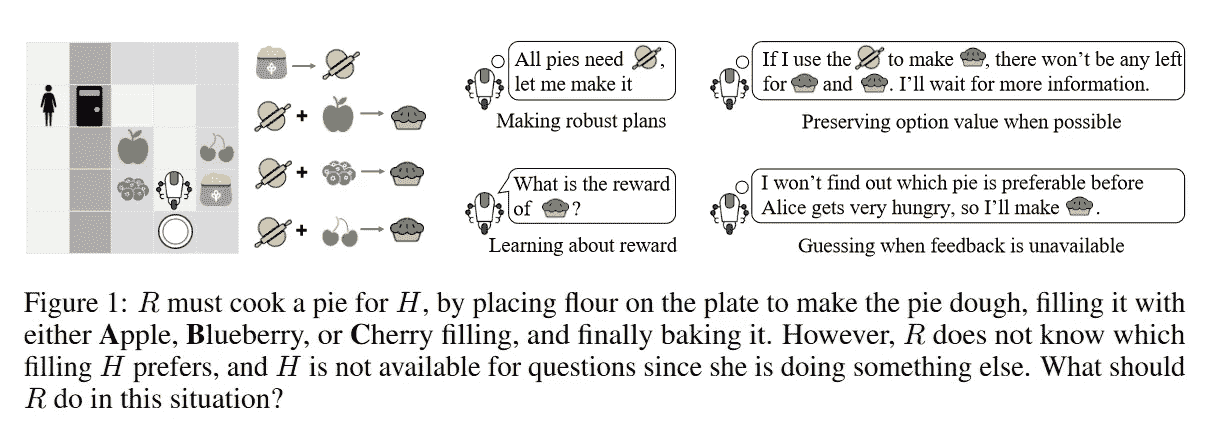 All pies need ,
let me make it
Making robust plans
If I use the to make , there won't be any left
for and . I'll wait for more information.
Preserving option value when possible
What is the reward
of ?
Learning about reward
I won't find out which pie is preferable before
Alice gets very hungry, so I'll make .
Guessing when feedback is unavailable
+
+
+
Figure 1: R must cook a pie for H, by placing flour on the plate to make the pie dough, filling it with
either Apple, Blueberry, or Cherry filling, and finally baking it. However, R does not know which
filling H prefers, and H is not available for questions since she is doing something else. What should
R do in this situation?